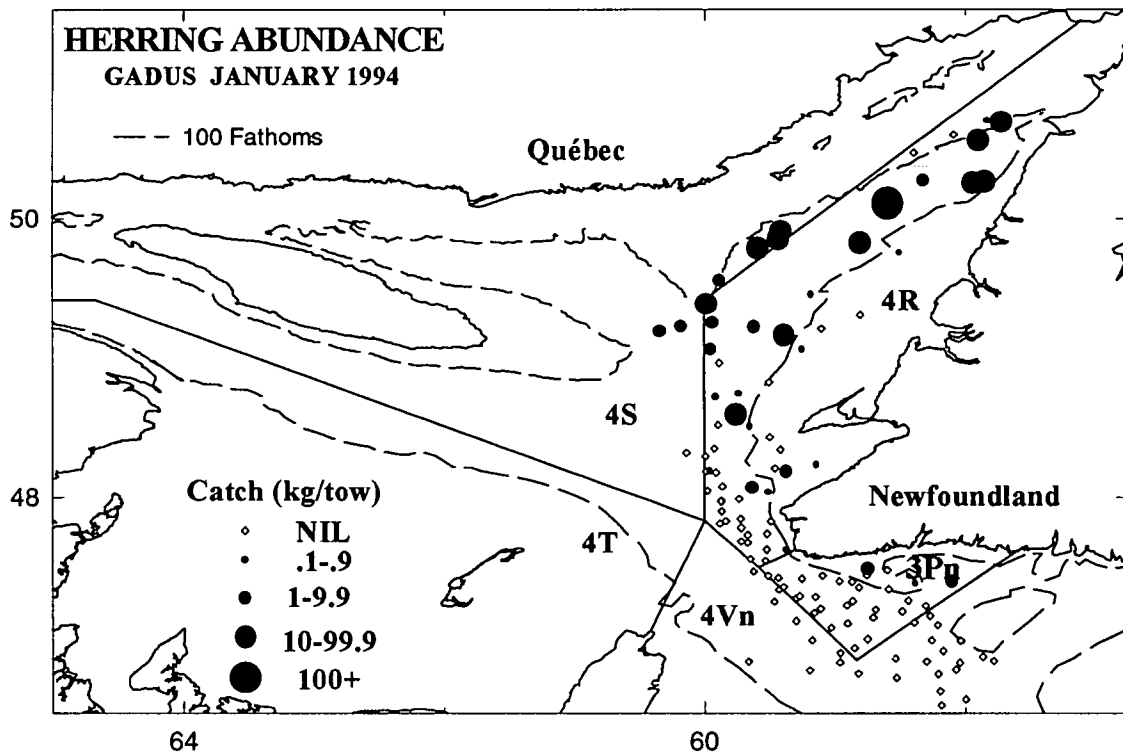 HERRING ABUNDANCE
GADUS JANUARY 1994
100 Fathoms
Québec
50
4R
4S
48
Catch (kg/tow)
NIL
.1-.9
1-9.9
10-99.9
100+
Newfoundland
4T
3Pn
4Vn
64
60